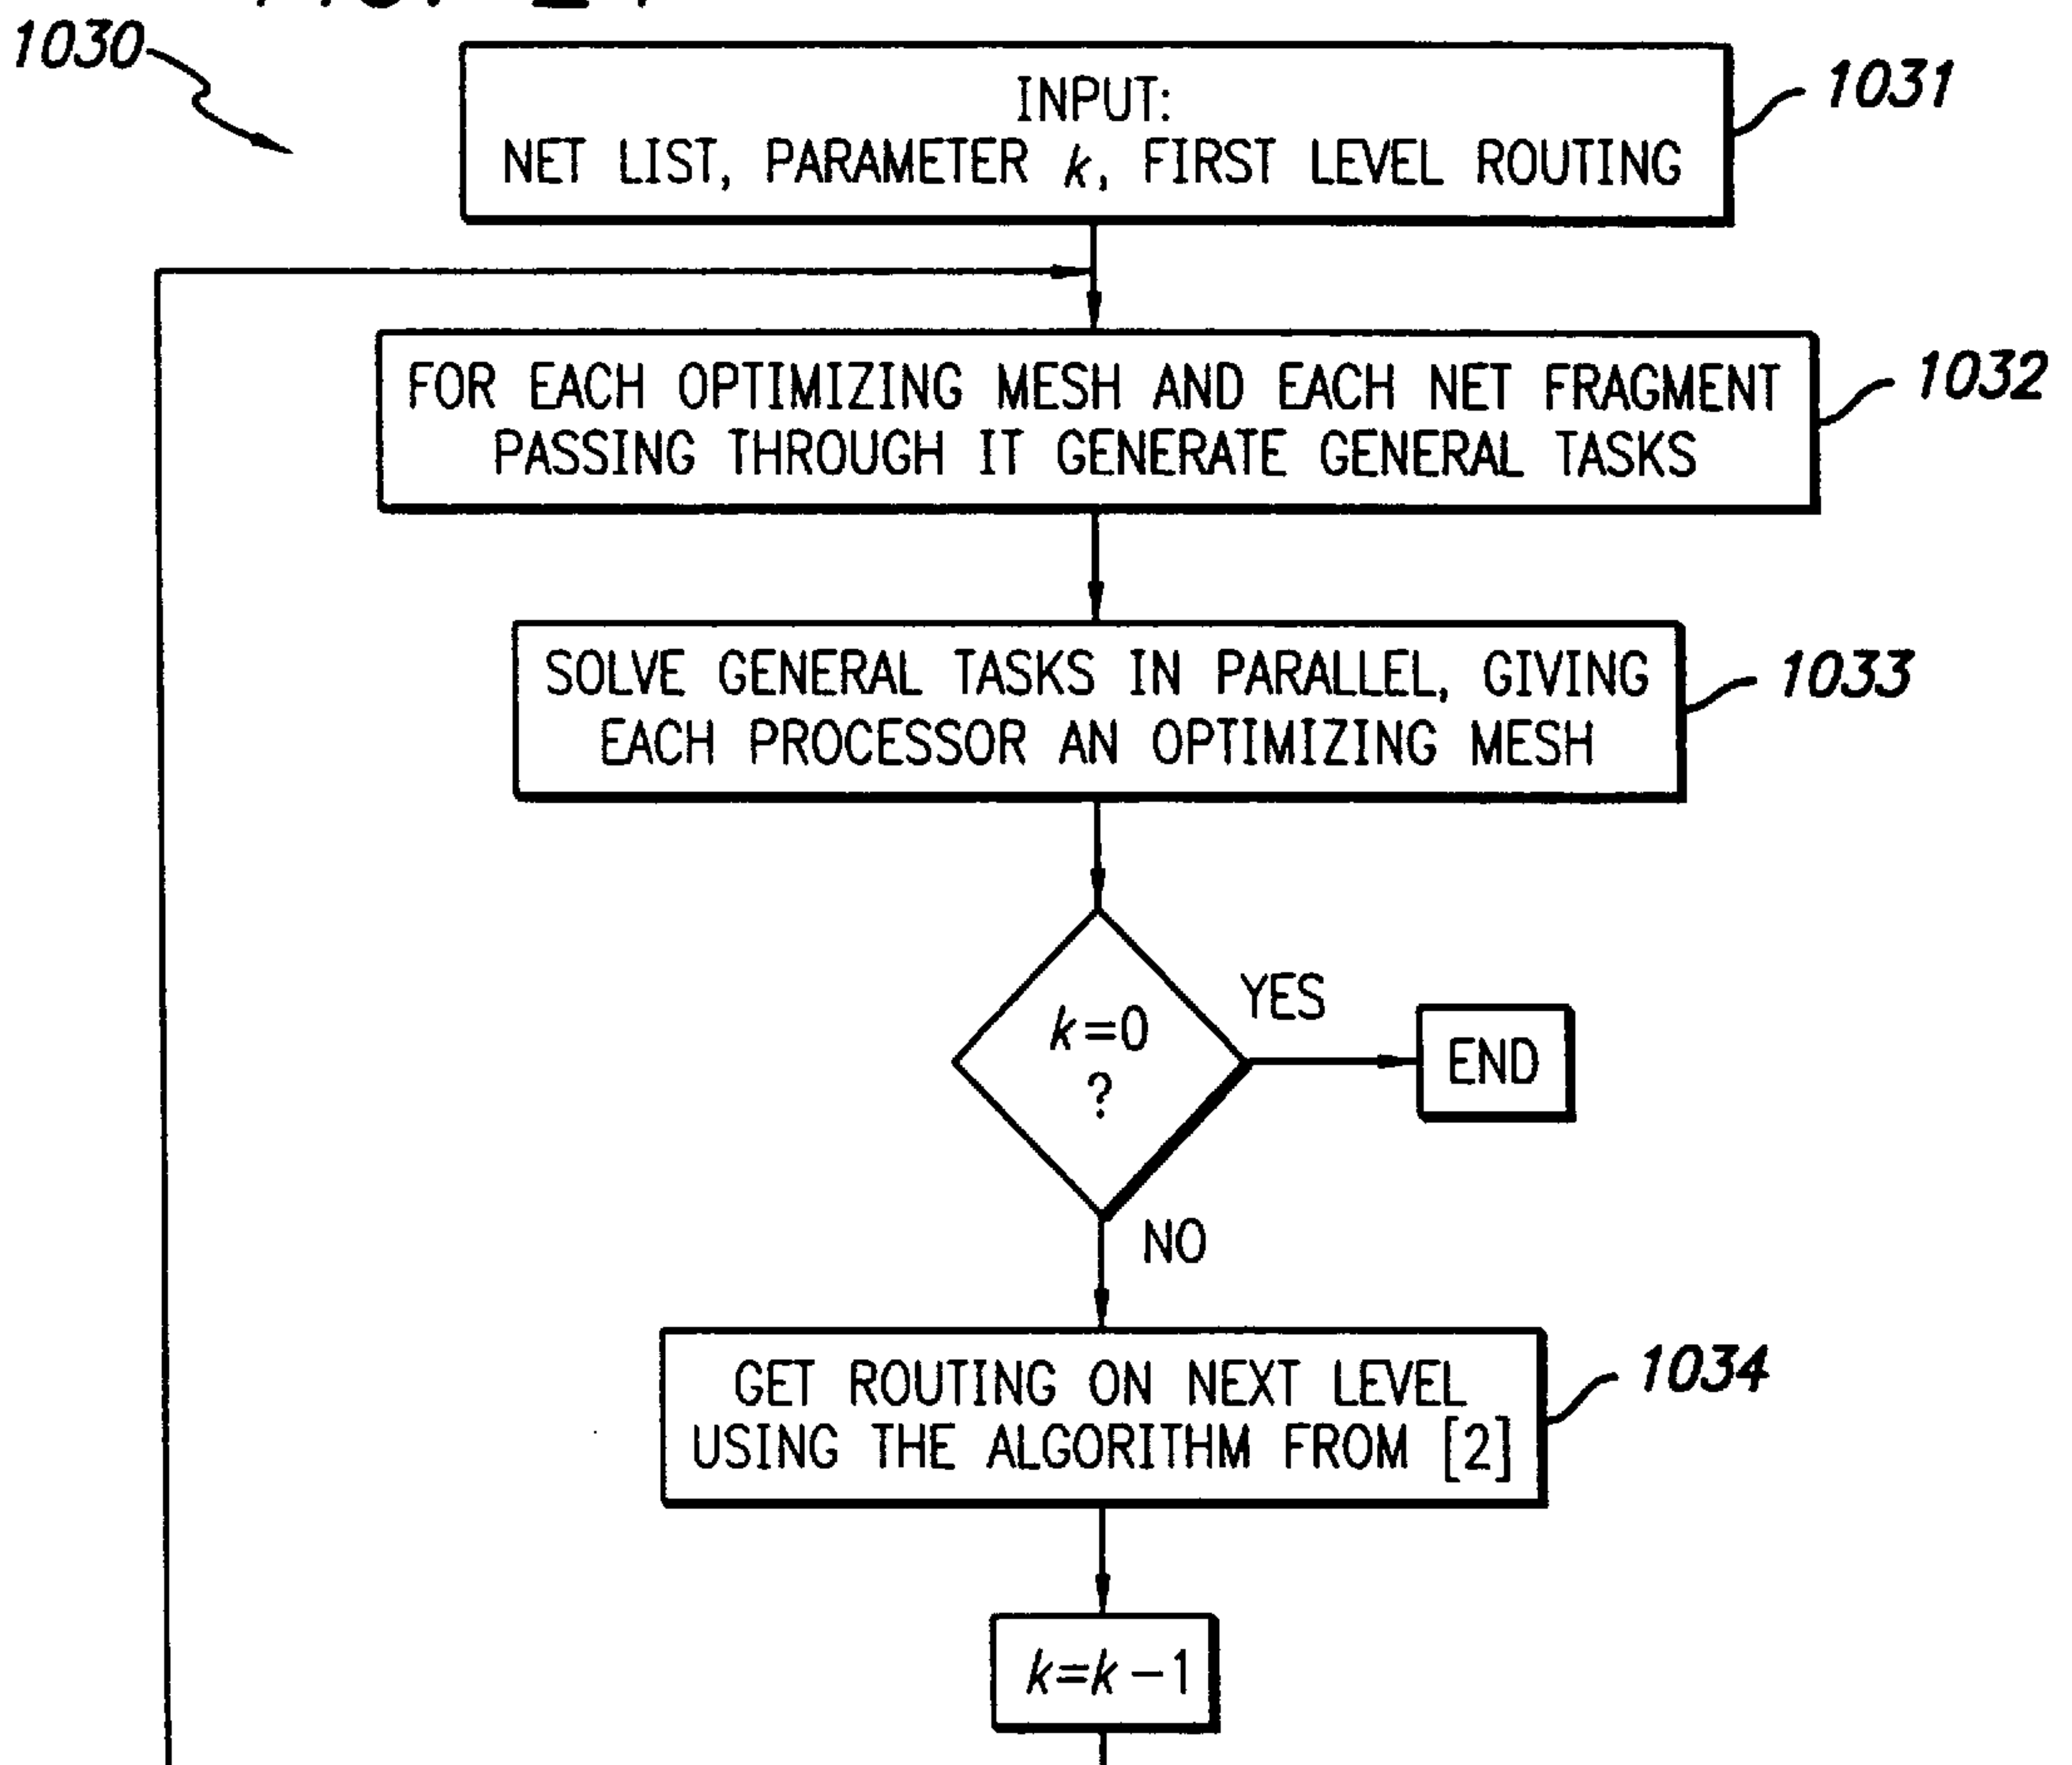 1030
INPUT:
NET LIST, PARAMETER k, FIRST LEVEL ROUTING
1031
FOR EACH OPTIMIZING MESH AND EACH NET FRAGMENT
PASSING THROUGH IT GENERATE GENERAL TASKS
1032
SOLVE GENERAL TASKS IN PARALLEL, GIVING
EACH PROCESSOR AN OPTIMIZING MESH
1033
k=0
?
YES
END
NO
GET ROUTING ON NEXT LEVEL
USING THE ALGORITHM FROM [2]
1034
k=k-1